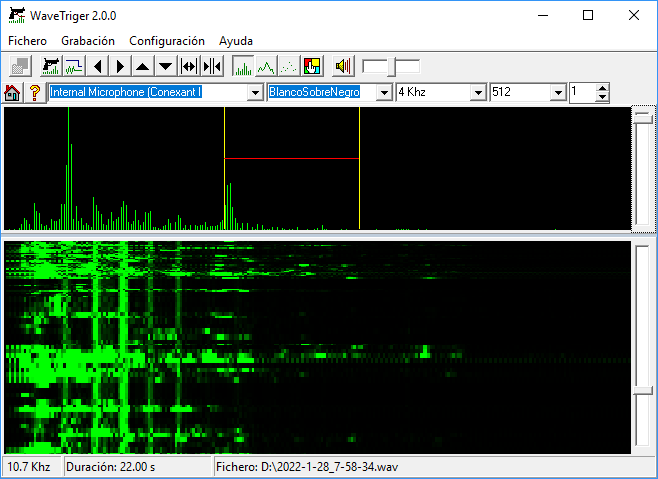 WaveTriger 2.0.0
Fichero Grabación Configuración Ayuda
Internal Microphone (Conexant I BlancoSobreNegro 4 Khz 512 1
10.7 Khz Duración: 22.00 s Fichero: D:\2022-1-28_7-58-34.wav